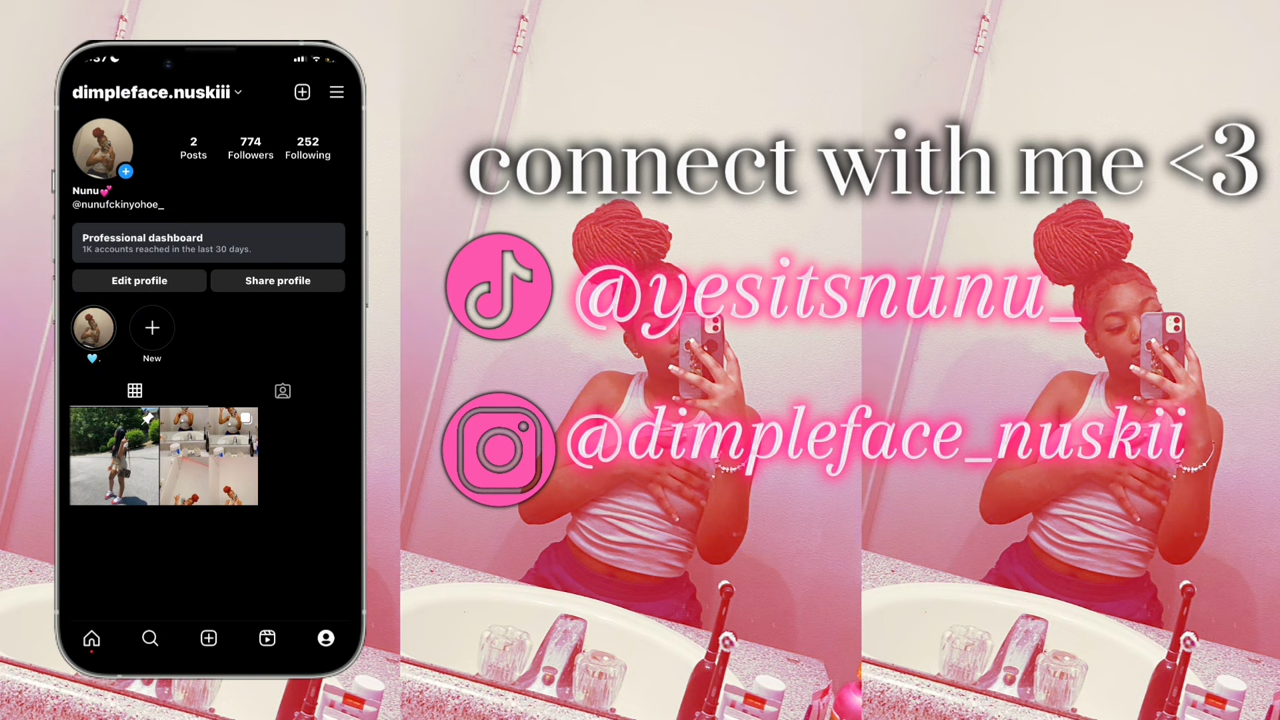 dimpleface.nuskiii
2 774 252
Posts Followers Following
Nunu💕
@nunufckinyohoe_
Professional dashboard
1K accounts reached in the last 30 days.
Edit profile Share profile
🩵. New
connect with me <3
@yesitsnunu_
@dimpleface_nuskii